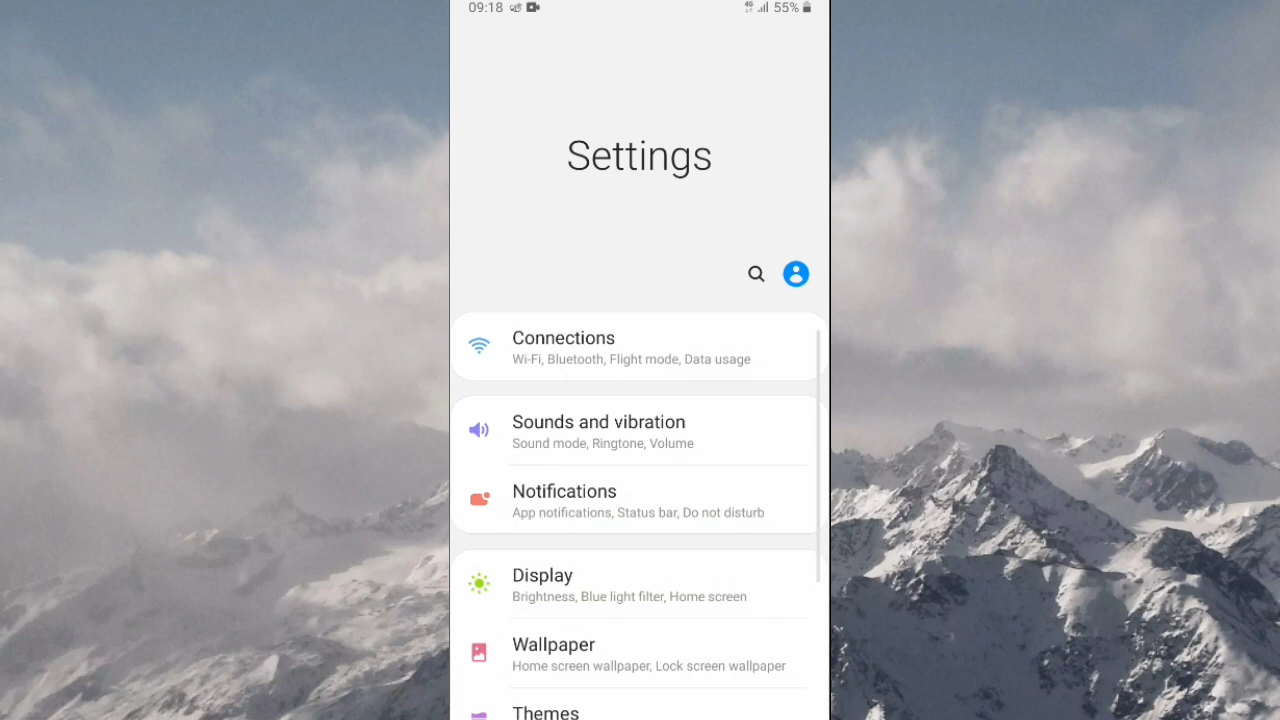 09:18 4G 55%
Settings
Connections
Wi-Fi, Bluetooth, Flight mode, Data usage
Sounds and vibration
Sound mode, Ringtone, Volume
Notifications
App notifications, Status bar, Do not disturb
Display
Brightness, Blue light filter, Home screen
Wallpaper
Home screen wallpaper, Lock screen wallpaper
Themes